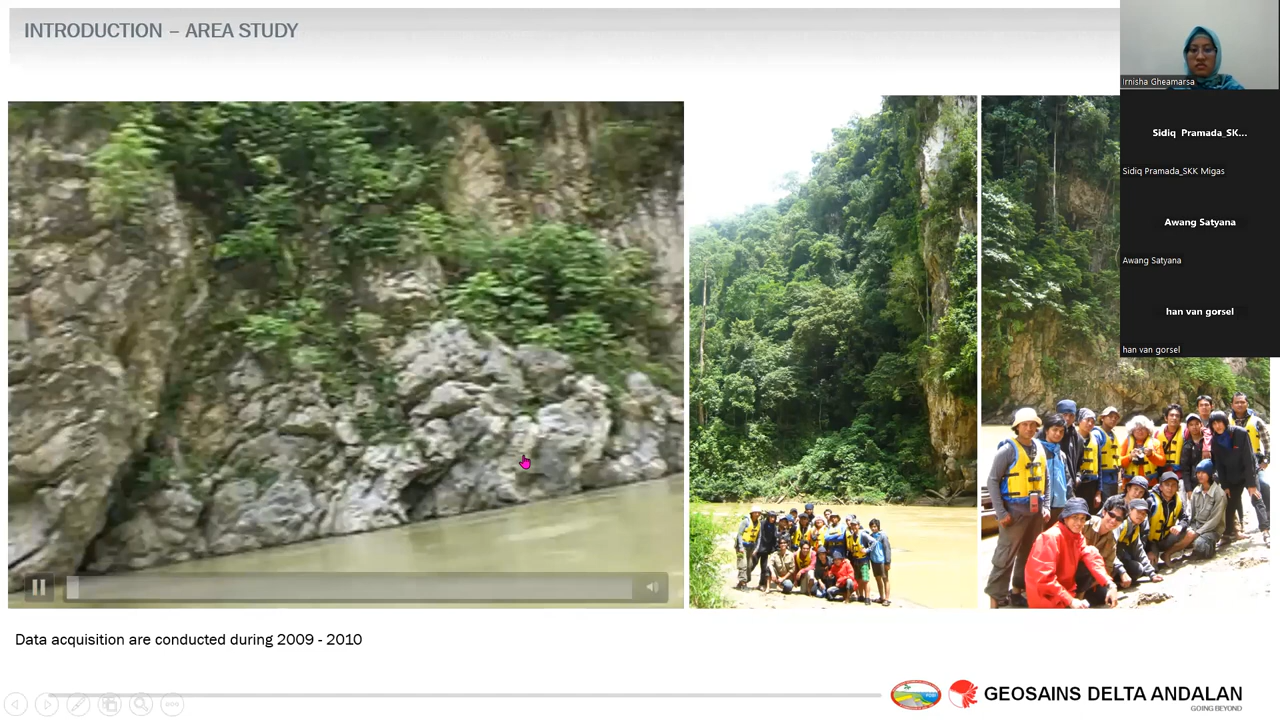 INTRODUCTION – AREA STUDY
Irnisha Gheamarsa
Sidiq Pramada_SK...
Sidiq Pramada_SKK Migas
Awang Satyana
Awang Satyana
han van gorsel
han van gorsel
Data acquisition are conducted during 2009 - 2010
GEOSAINS DELTA ANDALAN
GOING BEYOND